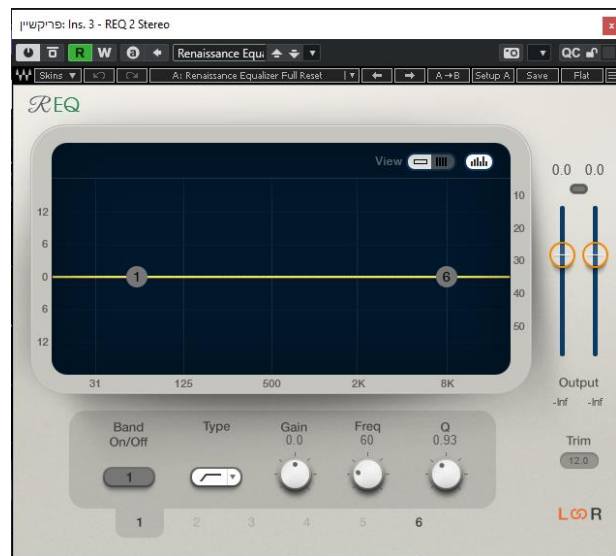 פריקשיין: Ins. 3 - REQ 2 Stereo
x
R W a Renaissance Equa QC
Skins A: Renaissance Equalizer Full Reset A→B Setup A Save Flat
REQ
View
0.0 0.0
12 10
6 20
0 1 6 30
6 40
12 50
31 125 500 2K 8K
Output
-Inf -Inf
Band On/Off Type Gain Freq Q
0.0 60 0.93
Trim
12.0
1
1 2 3 4 5 6
L R